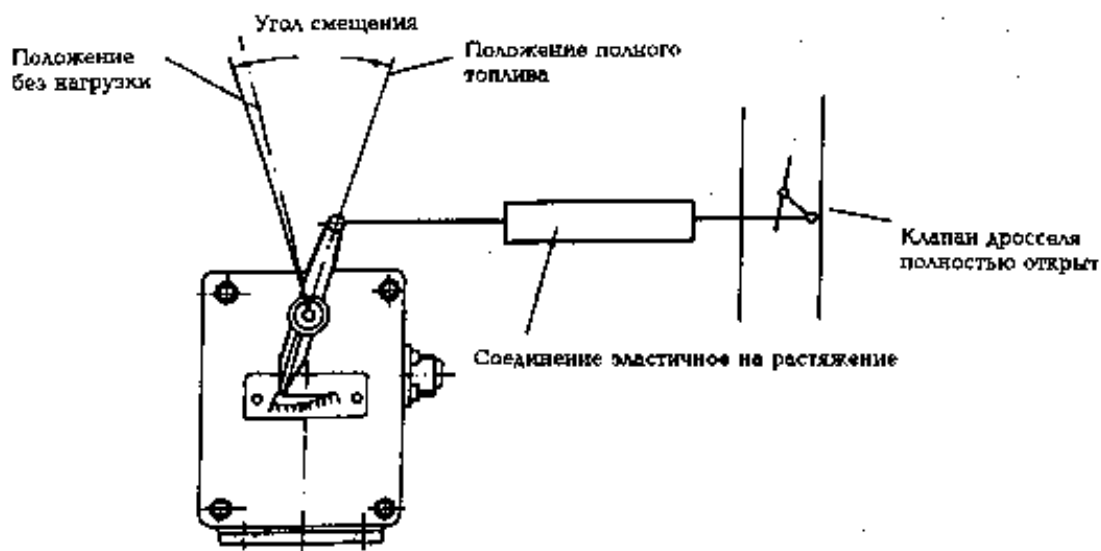 Угол смещения
Положение
без нагрузки
Положение полного
топлива
Клапан дросселя
полностью открыт
Соединение эластичное на растяжение